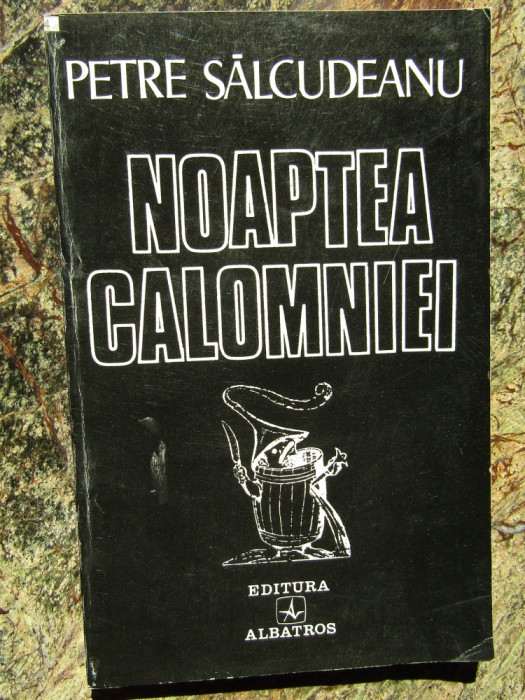 PETRE SĂLCUDEANU
NOAPTEA
CALOMNIEI
EDITURA
ALBATROS